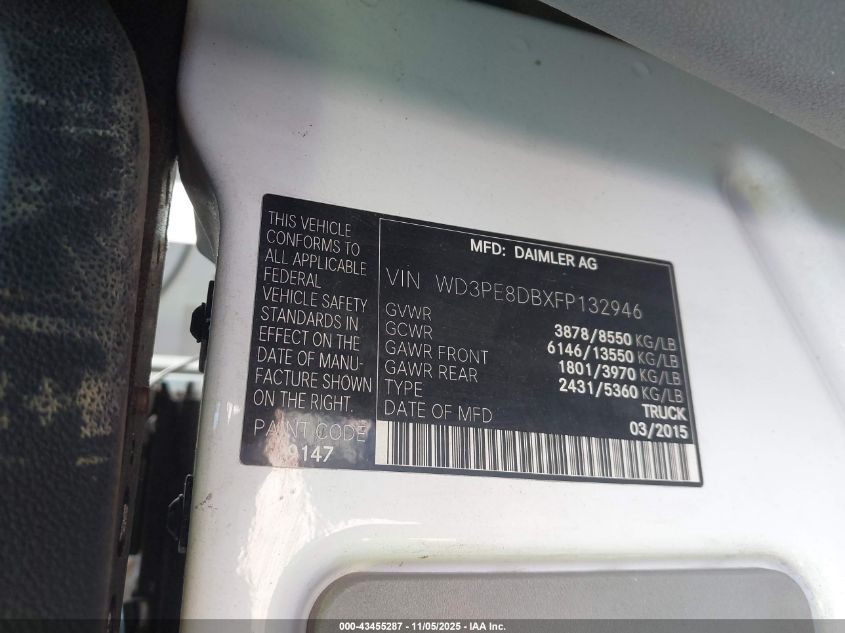 THIS VEHICLE
CONFORMS TO
ALL APPLICABLE
FEDERAL
VEHICLE SAFETY
STANDARDS IN
EFFECT ON THE
DATE OF MANU-
FACTURE SHOWN
ON THE RIGHT.
PAINT CODE
9147
MFD: DAIMLER AG
VIN WD3PE8DBXFP132946
GVWR 3878/8550 KG/LB
GCWR 6146/13550 KG/LB
GAWR FRONT 1801/3970 KG/LB
GAWR REAR 2431/5360 KG/LB
TYPE TRUCK
DATE OF MFD 03/2015
000-43455287 - 11/05/2025 - IAA Inc.